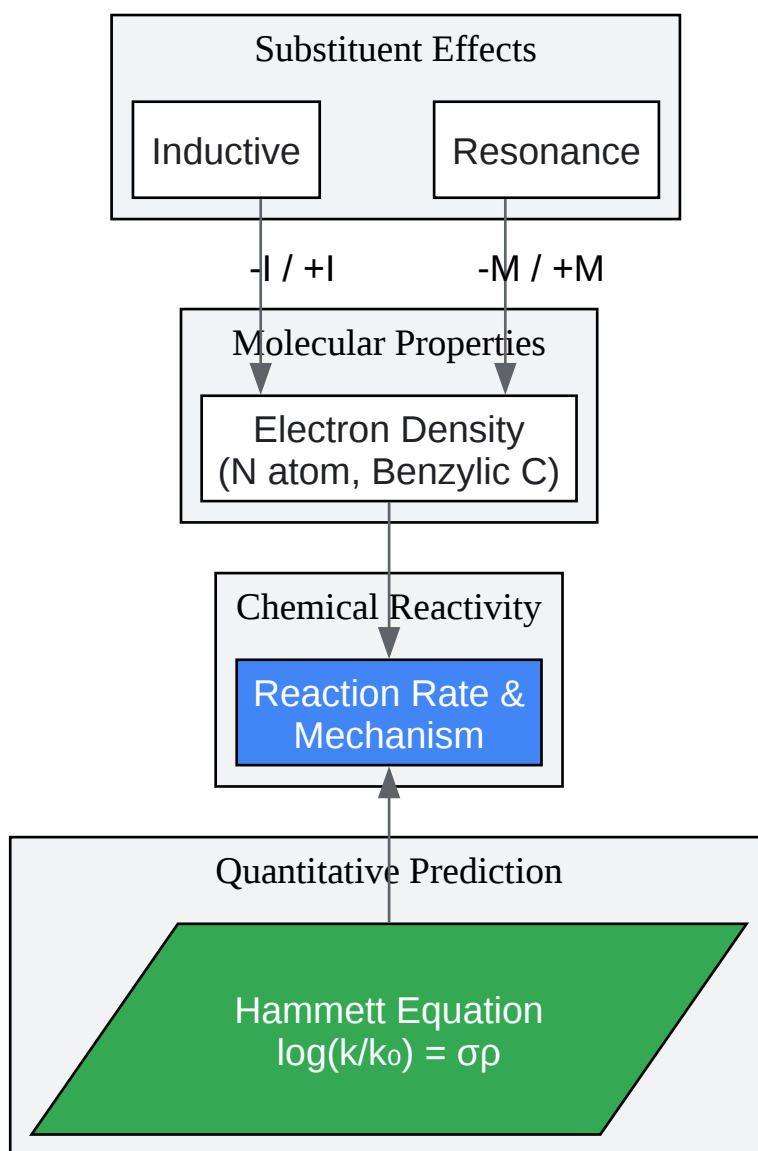 Substituent Effects
Inductive
Resonance
-I / +I
-M / +M
Molecular Properties
Electron Density
(N atom, Benzylic C)
Chemical Reactivity
Reaction Rate &
Mechanism
Quantitative Prediction
Hammett Equation
log(k/k₀) = σρ